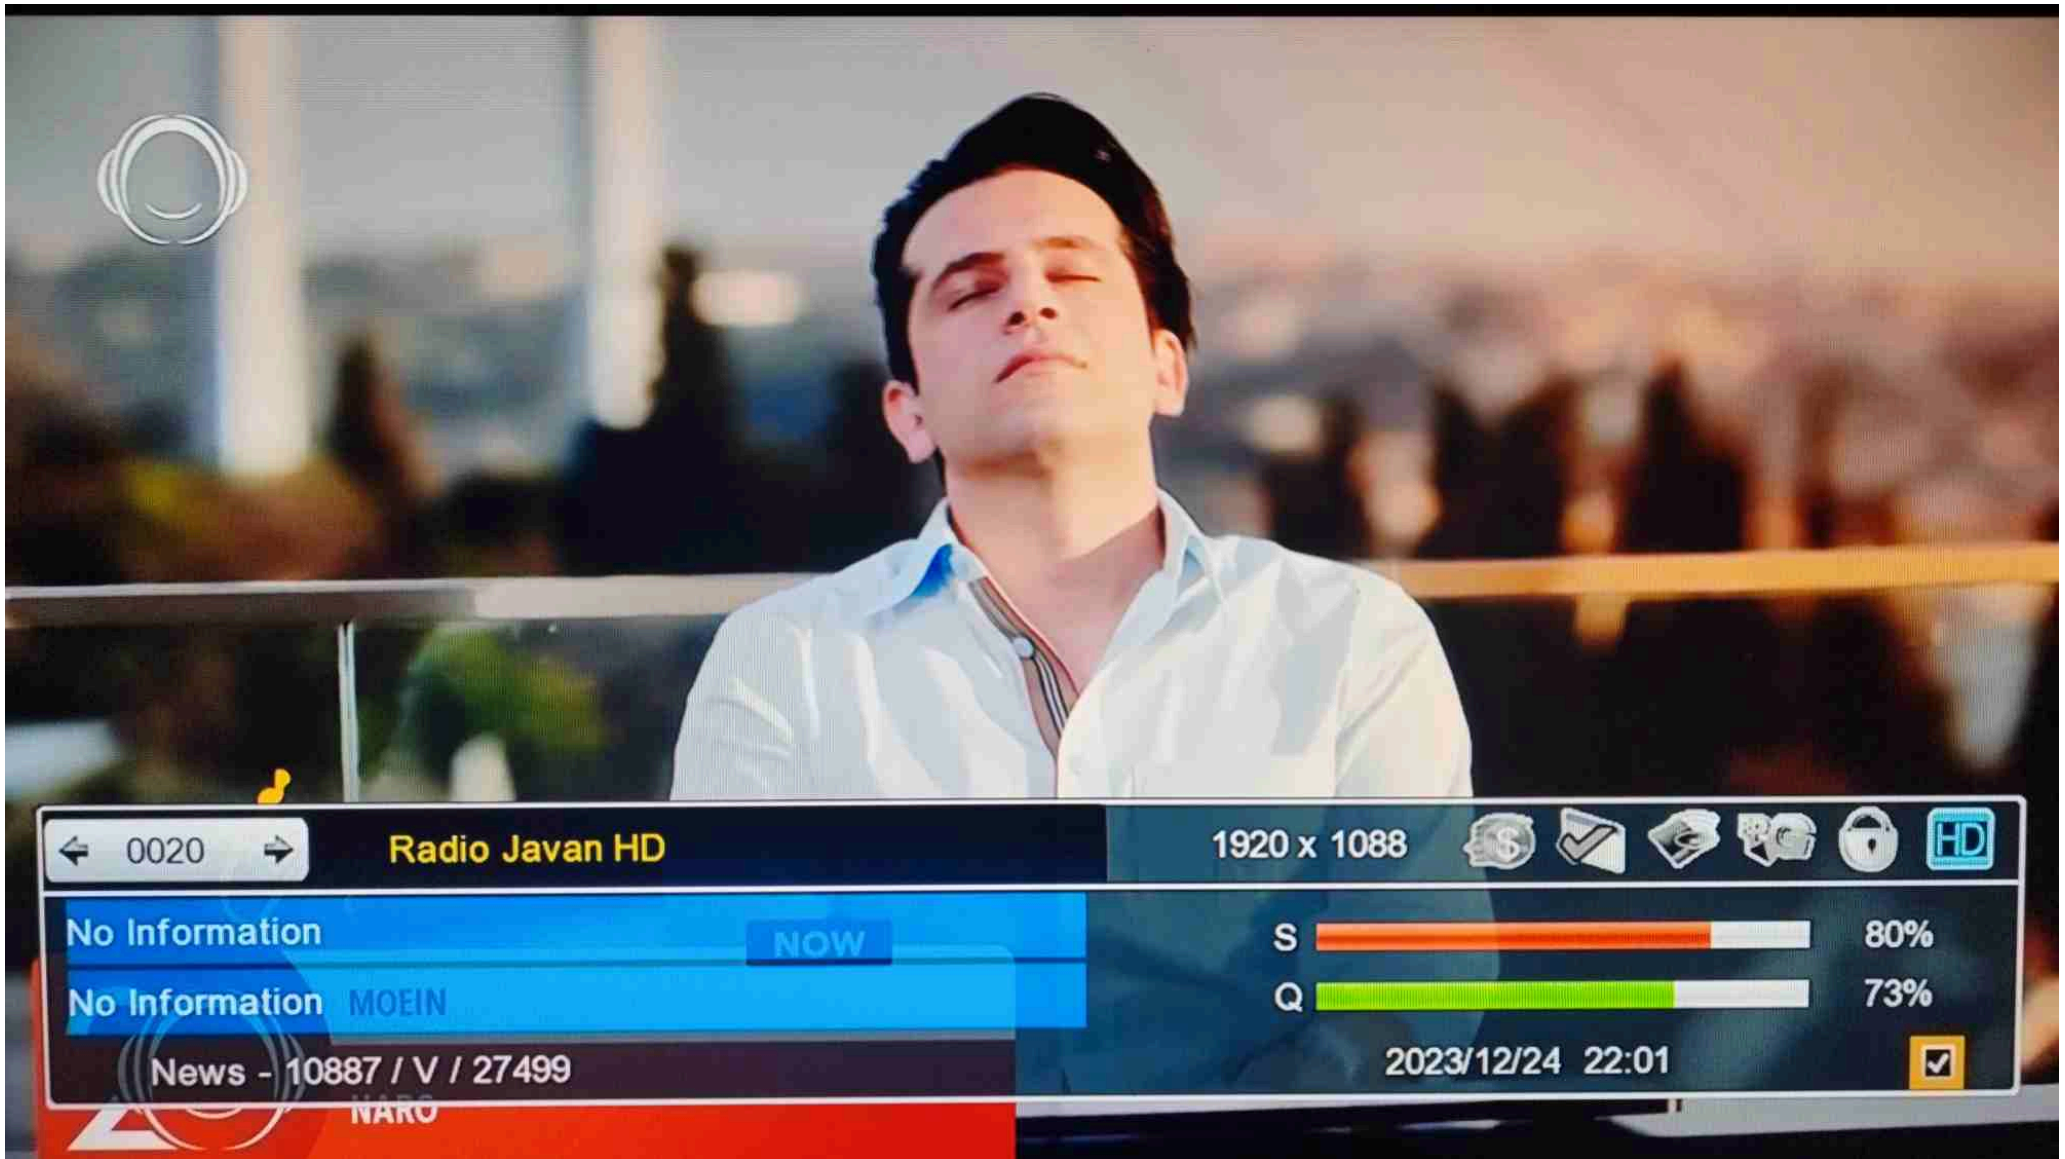 0020
Radio Javan HD
1920 x 1088
HD
No Information
NOW
S 80%
No Information
MOEIN
Q 73%
News - 10887 / V / 27499
2023/12/24 22:01
NARO